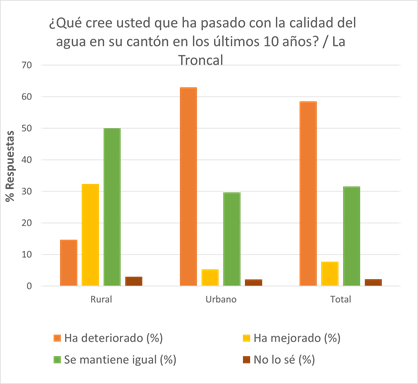 ¿Qué cree usted que ha pasado con la calidad del
agua en su cantón en los últimos 10 años? / La
Troncal
% Respuestas
70
60
50
40
30
20
10
0
Rural
Urbano
Total
Ha deteriorado (%)
Ha mejorado (%)
Se mantiene igual (%)
No lo sé (%)